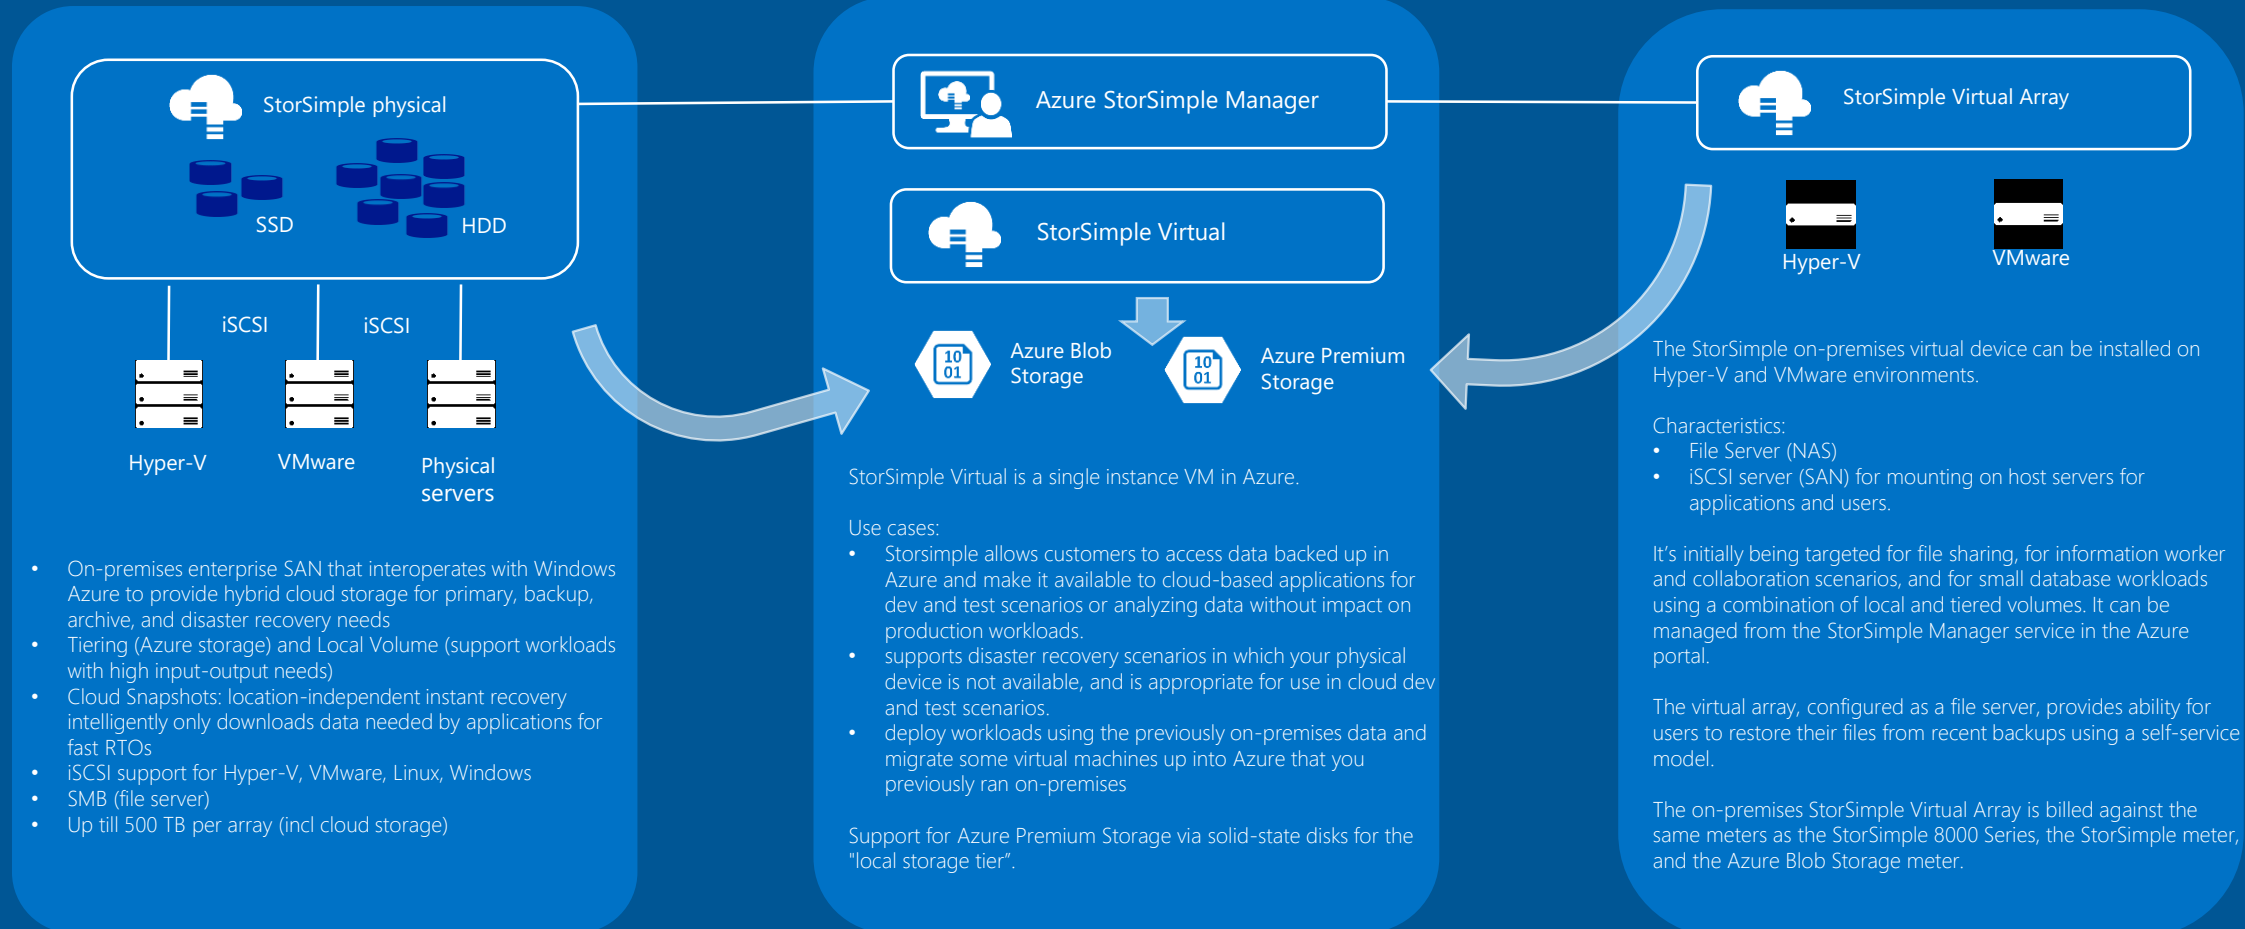 StorSimple physical
SSD
HDD
iSCSI
iSCSI
Hyper-V
VMware
Physical
servers
• On-premises enterprise SAN that interoperates with Windows
Azure to provide hybrid cloud storage for primary, backup,
archive, and disaster recovery needs
• Tiering (Azure storage) and Local Volume (support workloads
with high input-output needs)
• Cloud Snapshots: location-independent instant recovery
intelligently only downloads data needed by applications for
fast RTOs
• iSCSI support for Hyper-V, VMware, Linux, Windows
• SMB (file server)
• Up till 500 TB per array (incl cloud storage)
Azure StorSimple Manager
StorSimple Virtual
10
01
Azure Blob
Storage
10
01
Azure Premium
Storage
StorSimple Virtual is a single instance VM in Azure.
Use cases:
• Storsimple allows customers to access data backed up in
Azure and make it available to cloud-based applications for
dev and test scenarios or analyzing data without impact on
production workloads.
• supports disaster recovery scenarios in which your physical
device is not available, and is appropriate for use in cloud dev
and test scenarios.
• deploy workloads using the previously on-premises data and
migrate some virtual machines up into Azure that you
previously ran on-premises
Support for Azure Premium Storage via solid-state disks for the
"local storage tier”.
StorSimple Virtual Array
Hyper-V
VMware
The StorSimple on-premises virtual device can be installed on
Hyper-V and VMware environments.
Characteristics:
• File Server (NAS)
• iSCSI server (SAN) for mounting on host servers for
applications and users.
It’s initially being targeted for file sharing, for information worker
and collaboration scenarios, and for small database workloads
using a combination of local and tiered volumes. It can be
managed from the StorSimple Manager service in the Azure
portal.
The virtual array, configured as a file server, provides ability for
users to restore their files from recent backups using a self-service
model.
The on-premises StorSimple Virtual Array is billed against the
same meters as the StorSimple 8000 Series, the StorSimple meter,
and the Azure Blob Storage meter.